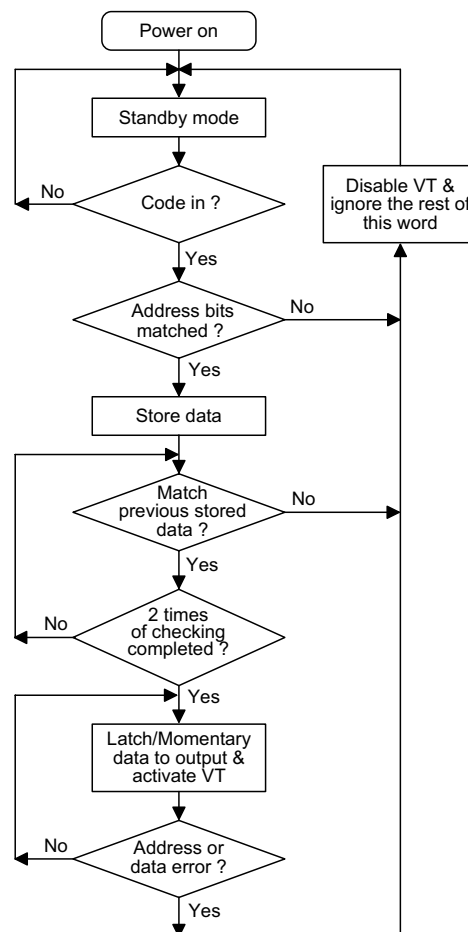 Power on
Standby mode
No
Code in ?
Disable VT &
ignore the rest of
this word
Yes
Address bits
matched ?
No
Yes
Store data
Match
previous stored
data ?
No
Yes
2 times
of checking
completed ?
No
Yes
Latch/Momentary
data to output &
activate VT
No
Address or
data error ?
Yes